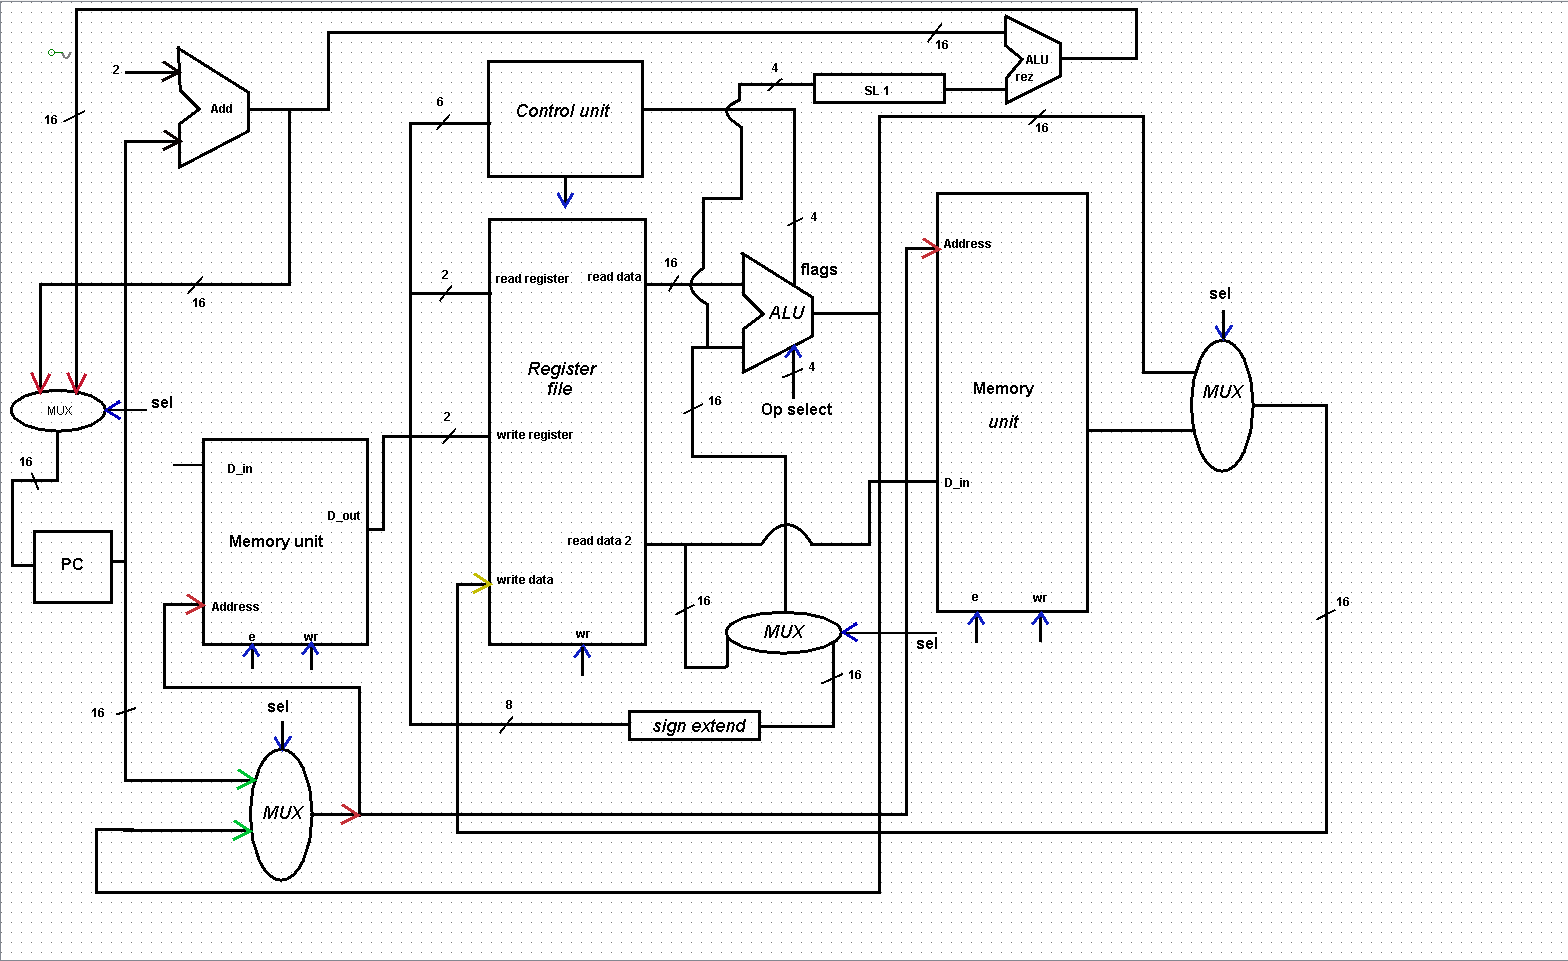 16
2
Add
16
ALU
rez
4
SL 1
6
Control unit
16
16
4
flags
2
read register
read data
16
ALU
Address
sel
16
MUX
sel
Register
file
4
Op select
Memory
unit
MUX
16
2
write register
16
D_in
D_out
Memory unit
D_in
PC
read data 2
Address
write data
e
wr
wr
16
MUX
sel
e
wr
16
16
8
sign extend
16
sel
MUX